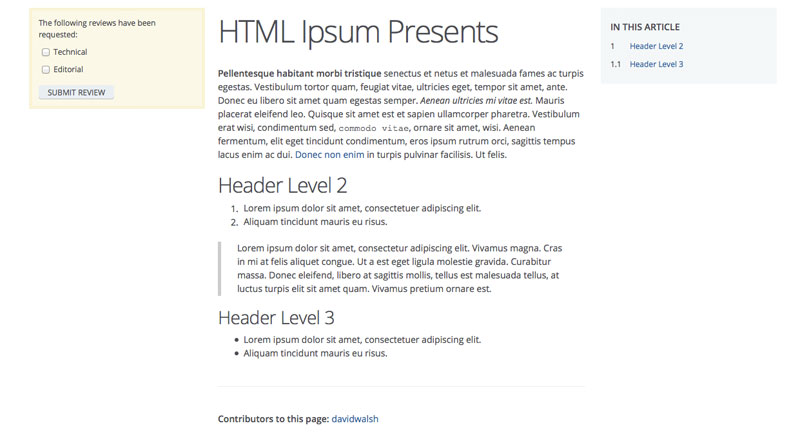 The following reviews have been
requested:
Technical
Editorial
SUBMIT REVIEW
HTML Ipsum Presents
Pellentesque habitant morbi tristique senectus et netus et malesuada fames ac turpis
egestas. Vestibulum tortor quam, feugiat vitae, ultricies eget, tempor sit amet, ante.
Donec eu libero sit amet quam egestas semper. Aenean ultricies mi vitae est. Mauris
placerat eleifend leo. Quisque sit amet est et sapien ullamcorper pharetra. Vestibulum
erat wisi, condimentum sed, commodo vitae, ornare sit amet, wisi. Aenean
fermentum, elit eget tincidunt condimentum, eros ipsum rutrum orci, sagittis tempus
lacus enim ac dui. Donec non enim in turpis pulvinar facilisis. Ut felis.
Header Level 2
1. Lorem ipsum dolor sit amet, consectetuer adipiscing elit.
2. Aliquam tincidunt mauris eu risus.
Lorem ipsum dolor sit amet, consectetur adipiscing elit. Vivamus magna. Cras
in mi at felis aliquet congue. Ut a est eget ligula molestie gravida. Curabitur
massa. Donec eleifend, libero at sagittis mollis, tellus est malesuada tellus, at
luctus turpis elit sit amet quam. Vivamus pretium ornare est.
Header Level 3
• Lorem ipsum dolor sit amet, consectetuer adipiscing elit.
• Aliquam tincidunt mauris eu risus.
Contributors to this page: davidwalsh
IN THIS ARTICLE
1 Header Level 2
1.1 Header Level 3